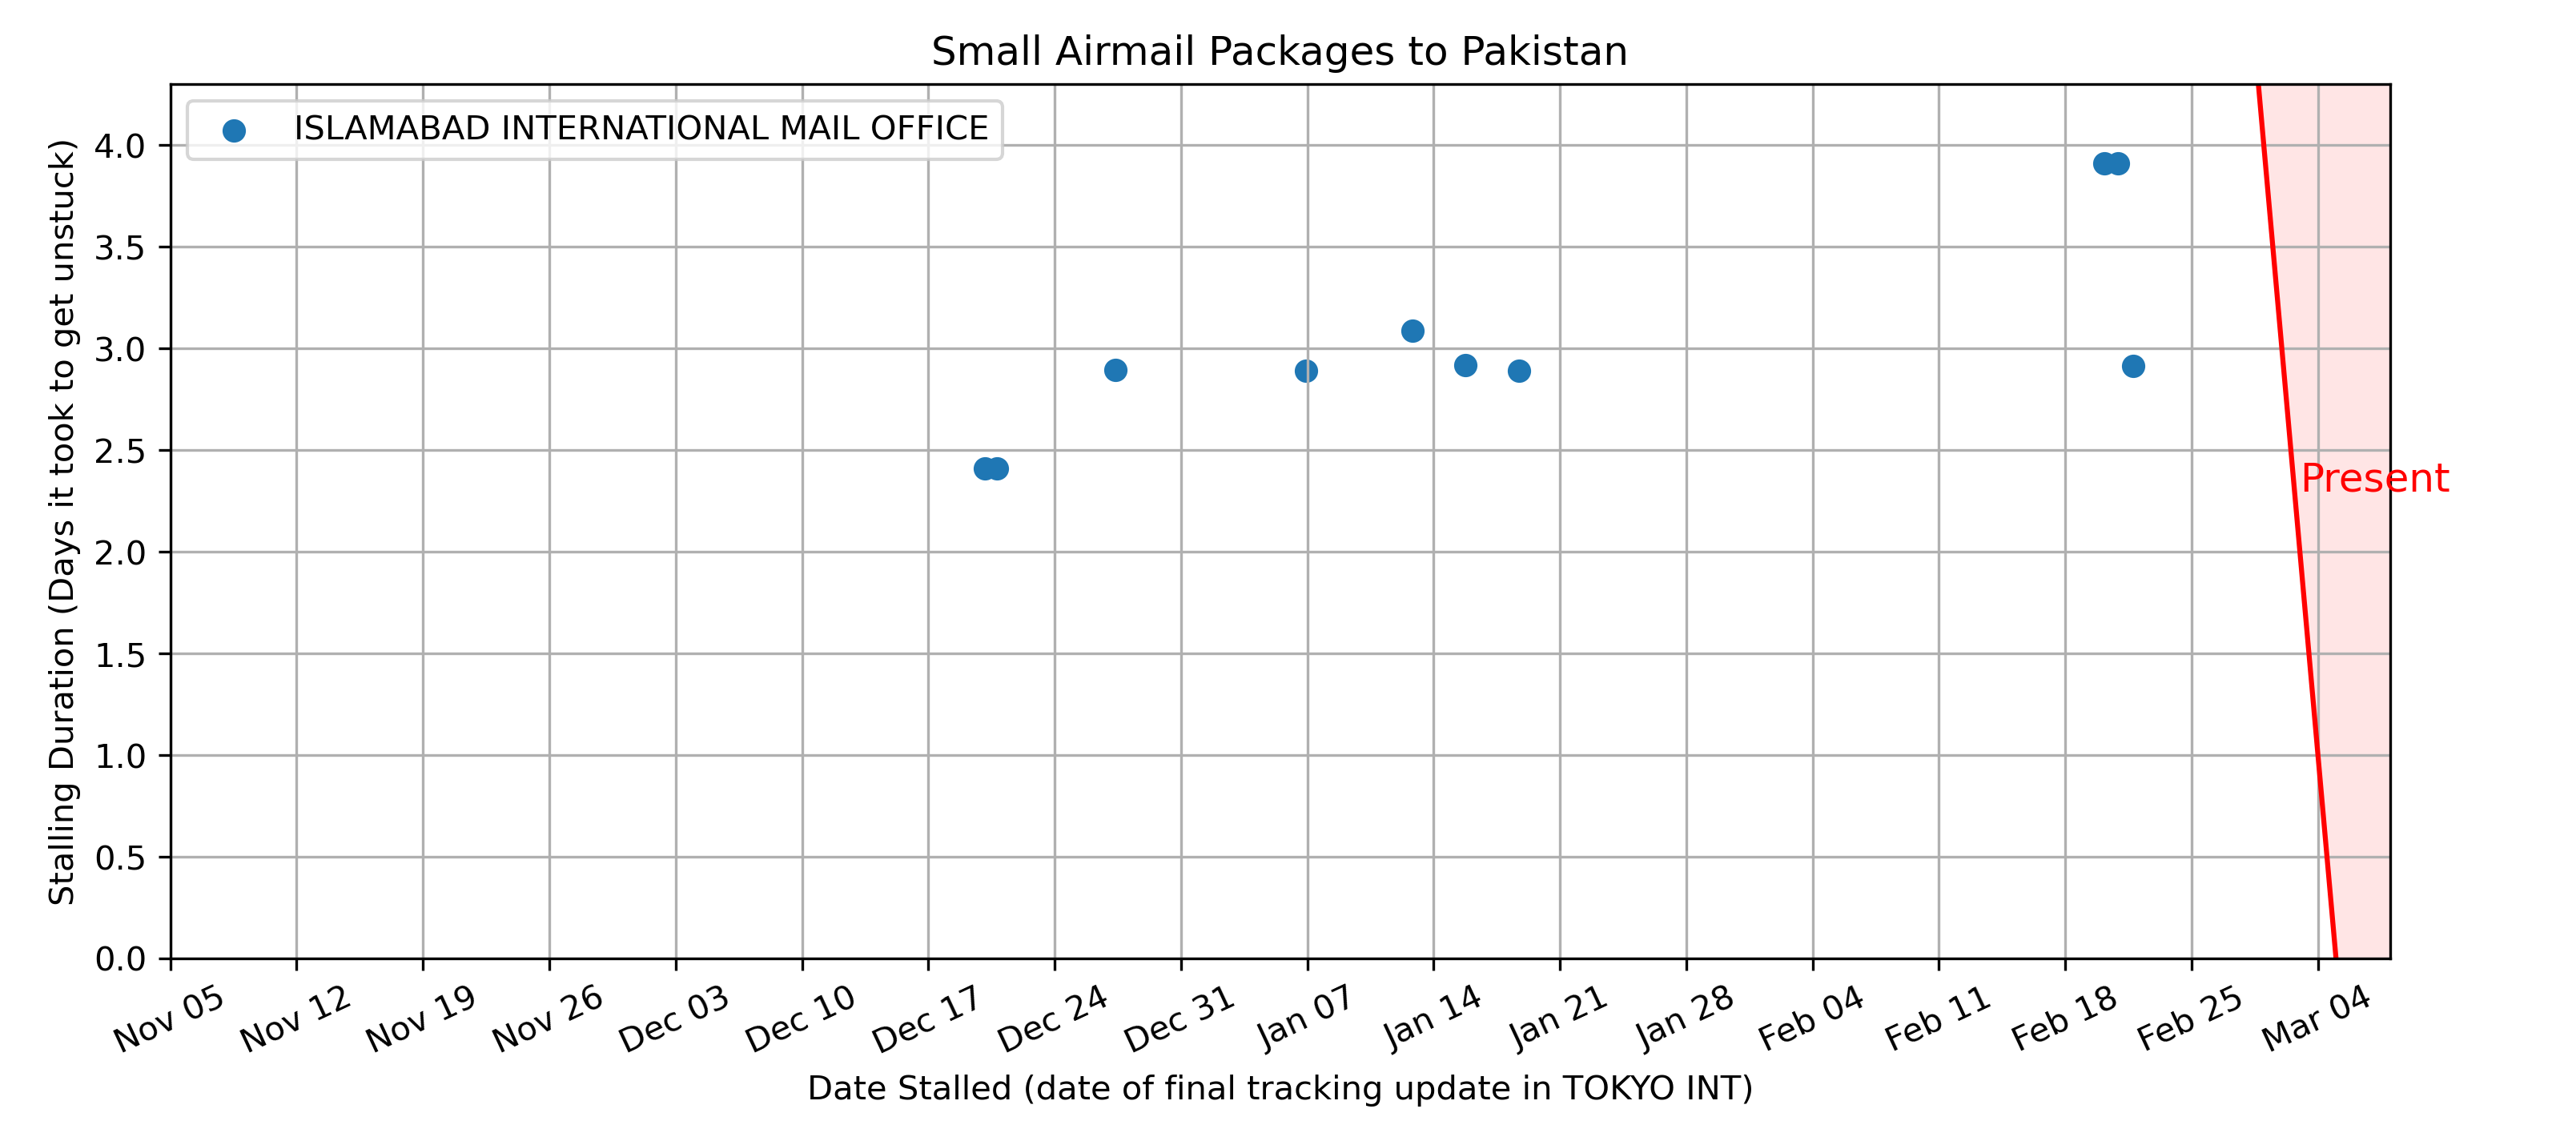 Small Airmail Packages to Pakistan
ISLAMABAD INTERNATIONAL MAIL OFFICE
Stalling Duration (Days it took to get unstuck)
4.0
3.5
3.0
2.5
2.0
1.5
1.0
0.5
0.0
Present
Nov 05 Nov 12 Nov 19 Nov 26 Dec 03 Dec 10 Dec 17 Dec 24 Dec 31 Jan 07 Jan 14 Jan 21 Jan 28 Feb 04 Feb 11 Feb 18 Feb 25 Mar 04
Date Stalled (date of final tracking update in TOKYO INT)